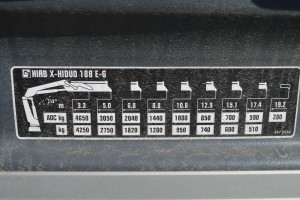 HIAB X-HIDUO 188 E-6
m 3.3 5.0 6.8 8.8 10.8 12.9 15.1 17.4 19.2
ADC kg 4650 3050 2040 1440 1080 850 700 590 280
kg 4250 2750 1820 1280 950 740 600 510